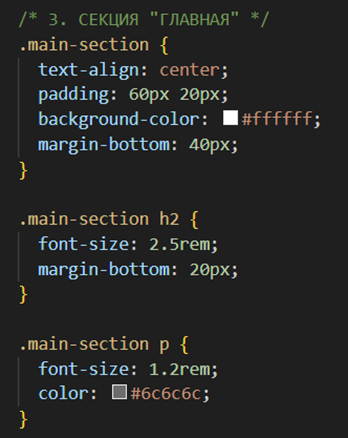 /* 3. СЕКЦИЯ "ГЛАВНАЯ" */
.main-section {
  text-align: center;
  padding: 60px 20px;
  background-color: #ffffff;
  margin-bottom: 40px;
}

.main-section h2 {
  font-size: 2.5rem;
  margin-bottom: 20px;
}

.main-section p {
  font-size: 1.2rem;
  color: #6c6c6c;
}